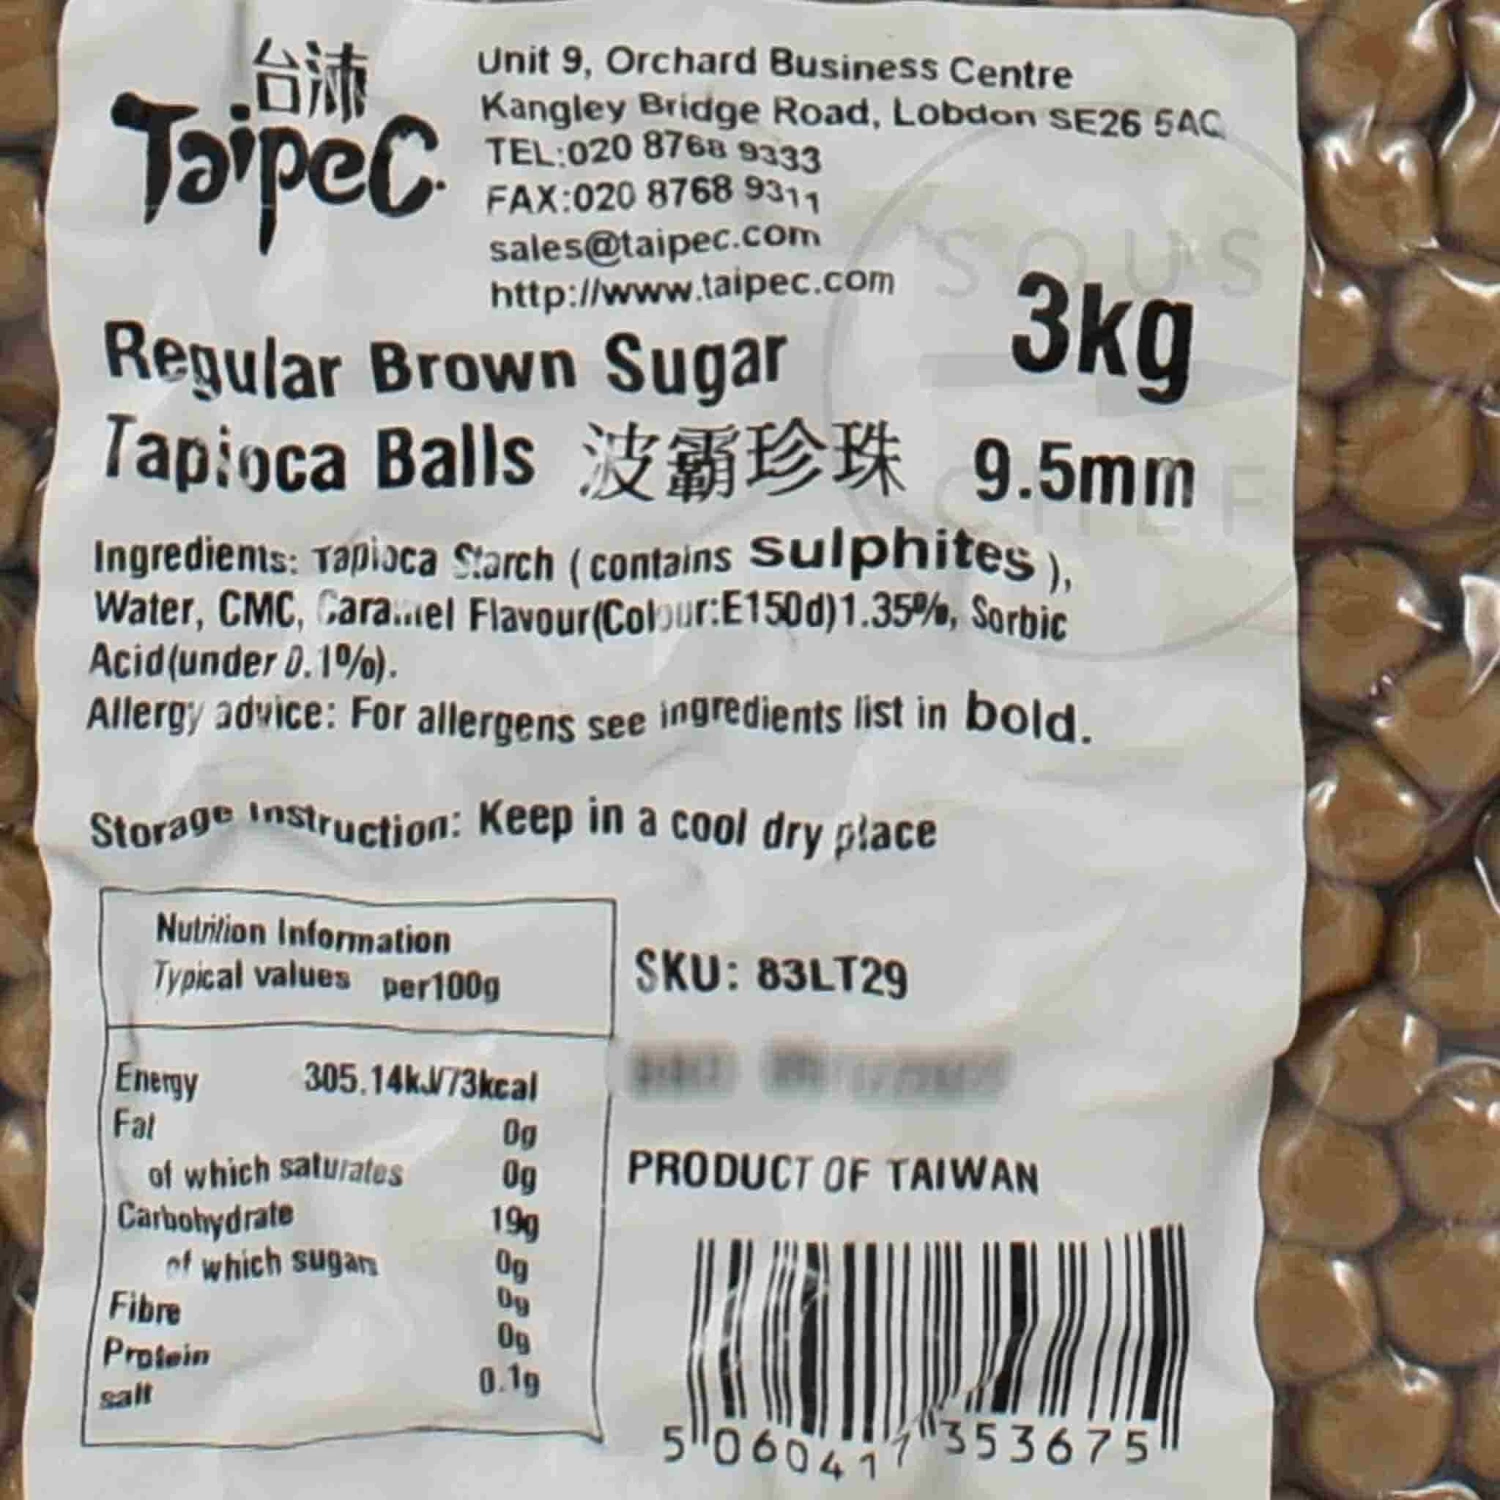 台沛
Taipec
Unit 9, Orchard Business Centre
Kangley Bridge Road, Lobdon SE26 5AQ
TEL:020 8768 9333
FAX:020 8768 9311
sales@taipec.com
http://www.taipec.com
SOUS
CHEF
3kg
Regular Brown Sugar
Tapioca Balls 波霸珍珠 9.5mm
Ingredients: Tapioca Starch ( contains sulphites ),
Water, CMC, Caramel Flavour(Colour:E150d)1.35%, Sorbic
Acid(under 0.1%).
Allergy advice: For allergens see ingredients list in bold.
Storage Instruction: Keep in a cool dry place
Nutrition Information
Typical values per100g
Energy 305.14kJ/73kcal
Fat 0g
of which saturates 0g
Carbohydrate 19g
of which sugars 0g
Fibre 0g
Protein 0g
salt 0.1g
SKU: 83LT29
PRODUCT OF TAIWAN
5 060417 353675